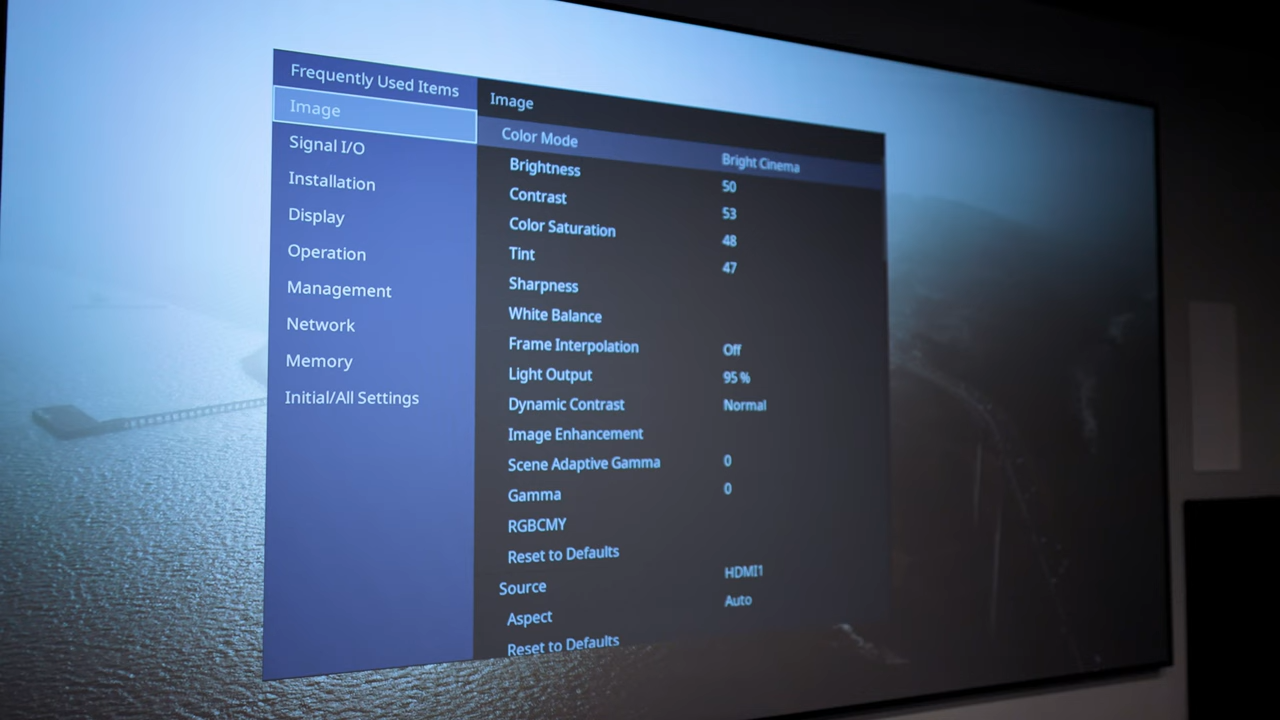 Frequently Used Items
Image
Signal I/O
Installation
Display
Operation
Management
Network
Memory
Initial/All Settings
Image
Color Mode Bright Cinema
Brightness 50
Contrast 53
Color Saturation 48
Tint 47
Sharpness
White Balance
Frame Interpolation Off
Light Output 95 %
Dynamic Contrast Normal
Image Enhancement
Scene Adaptive Gamma 0
Gamma 0
RGBCMY
Reset to Defaults
Source HDMI1
Aspect Auto
Reset to Defaults